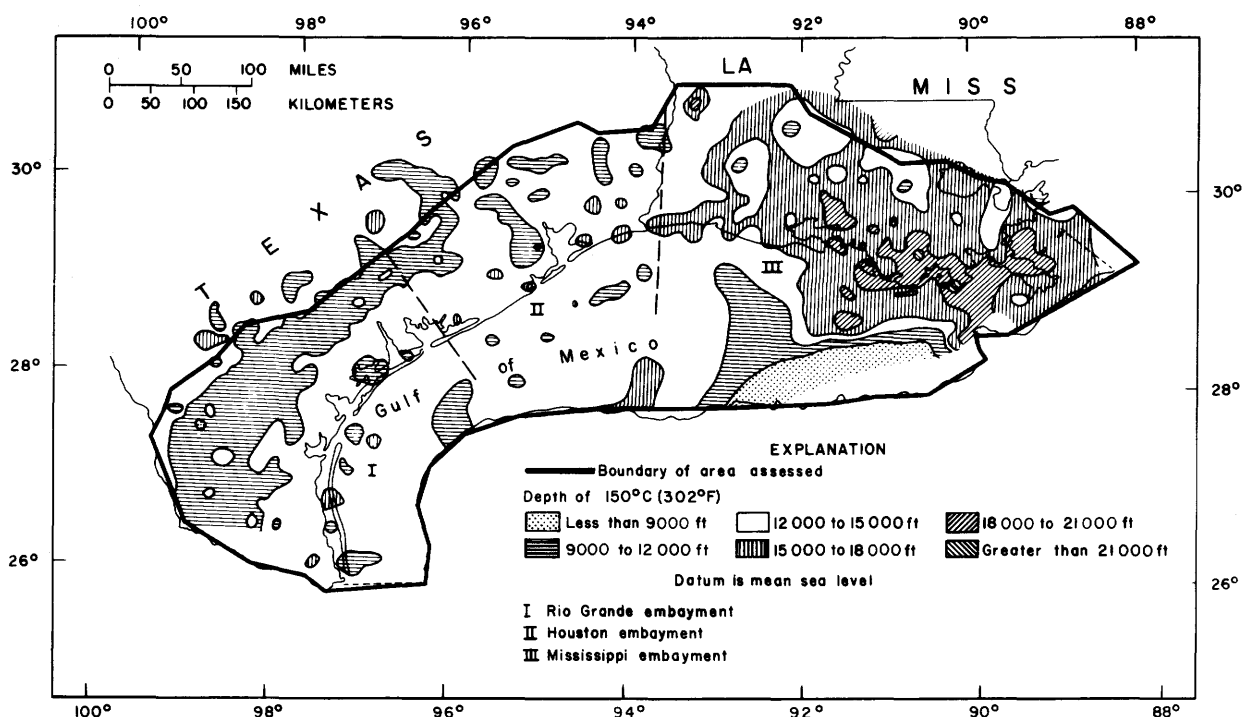 100° 98° 96° 94° 92° 90° 88°
0 50 100 MILES
0 50 100 150 KILOMETERS
LA
MISS
TEXAS
30° 30°
III
II
Gulf of Mexico
28° 28°
I
EXPLANATION
Boundary of area assessed
Depth of 150°C (302°F)
Less than 9000 ft 12 000 to 15 000 ft 18 000 to 21 000 ft
9000 to 12 000 ft 15 000 to 18 000 ft Greater than 21 000 ft
Datum is mean sea level
26° 26°
I Rio Grande embayment
II Houston embayment
III Mississippi embayment
100° 98° 96° 94° 92° 90° 88°